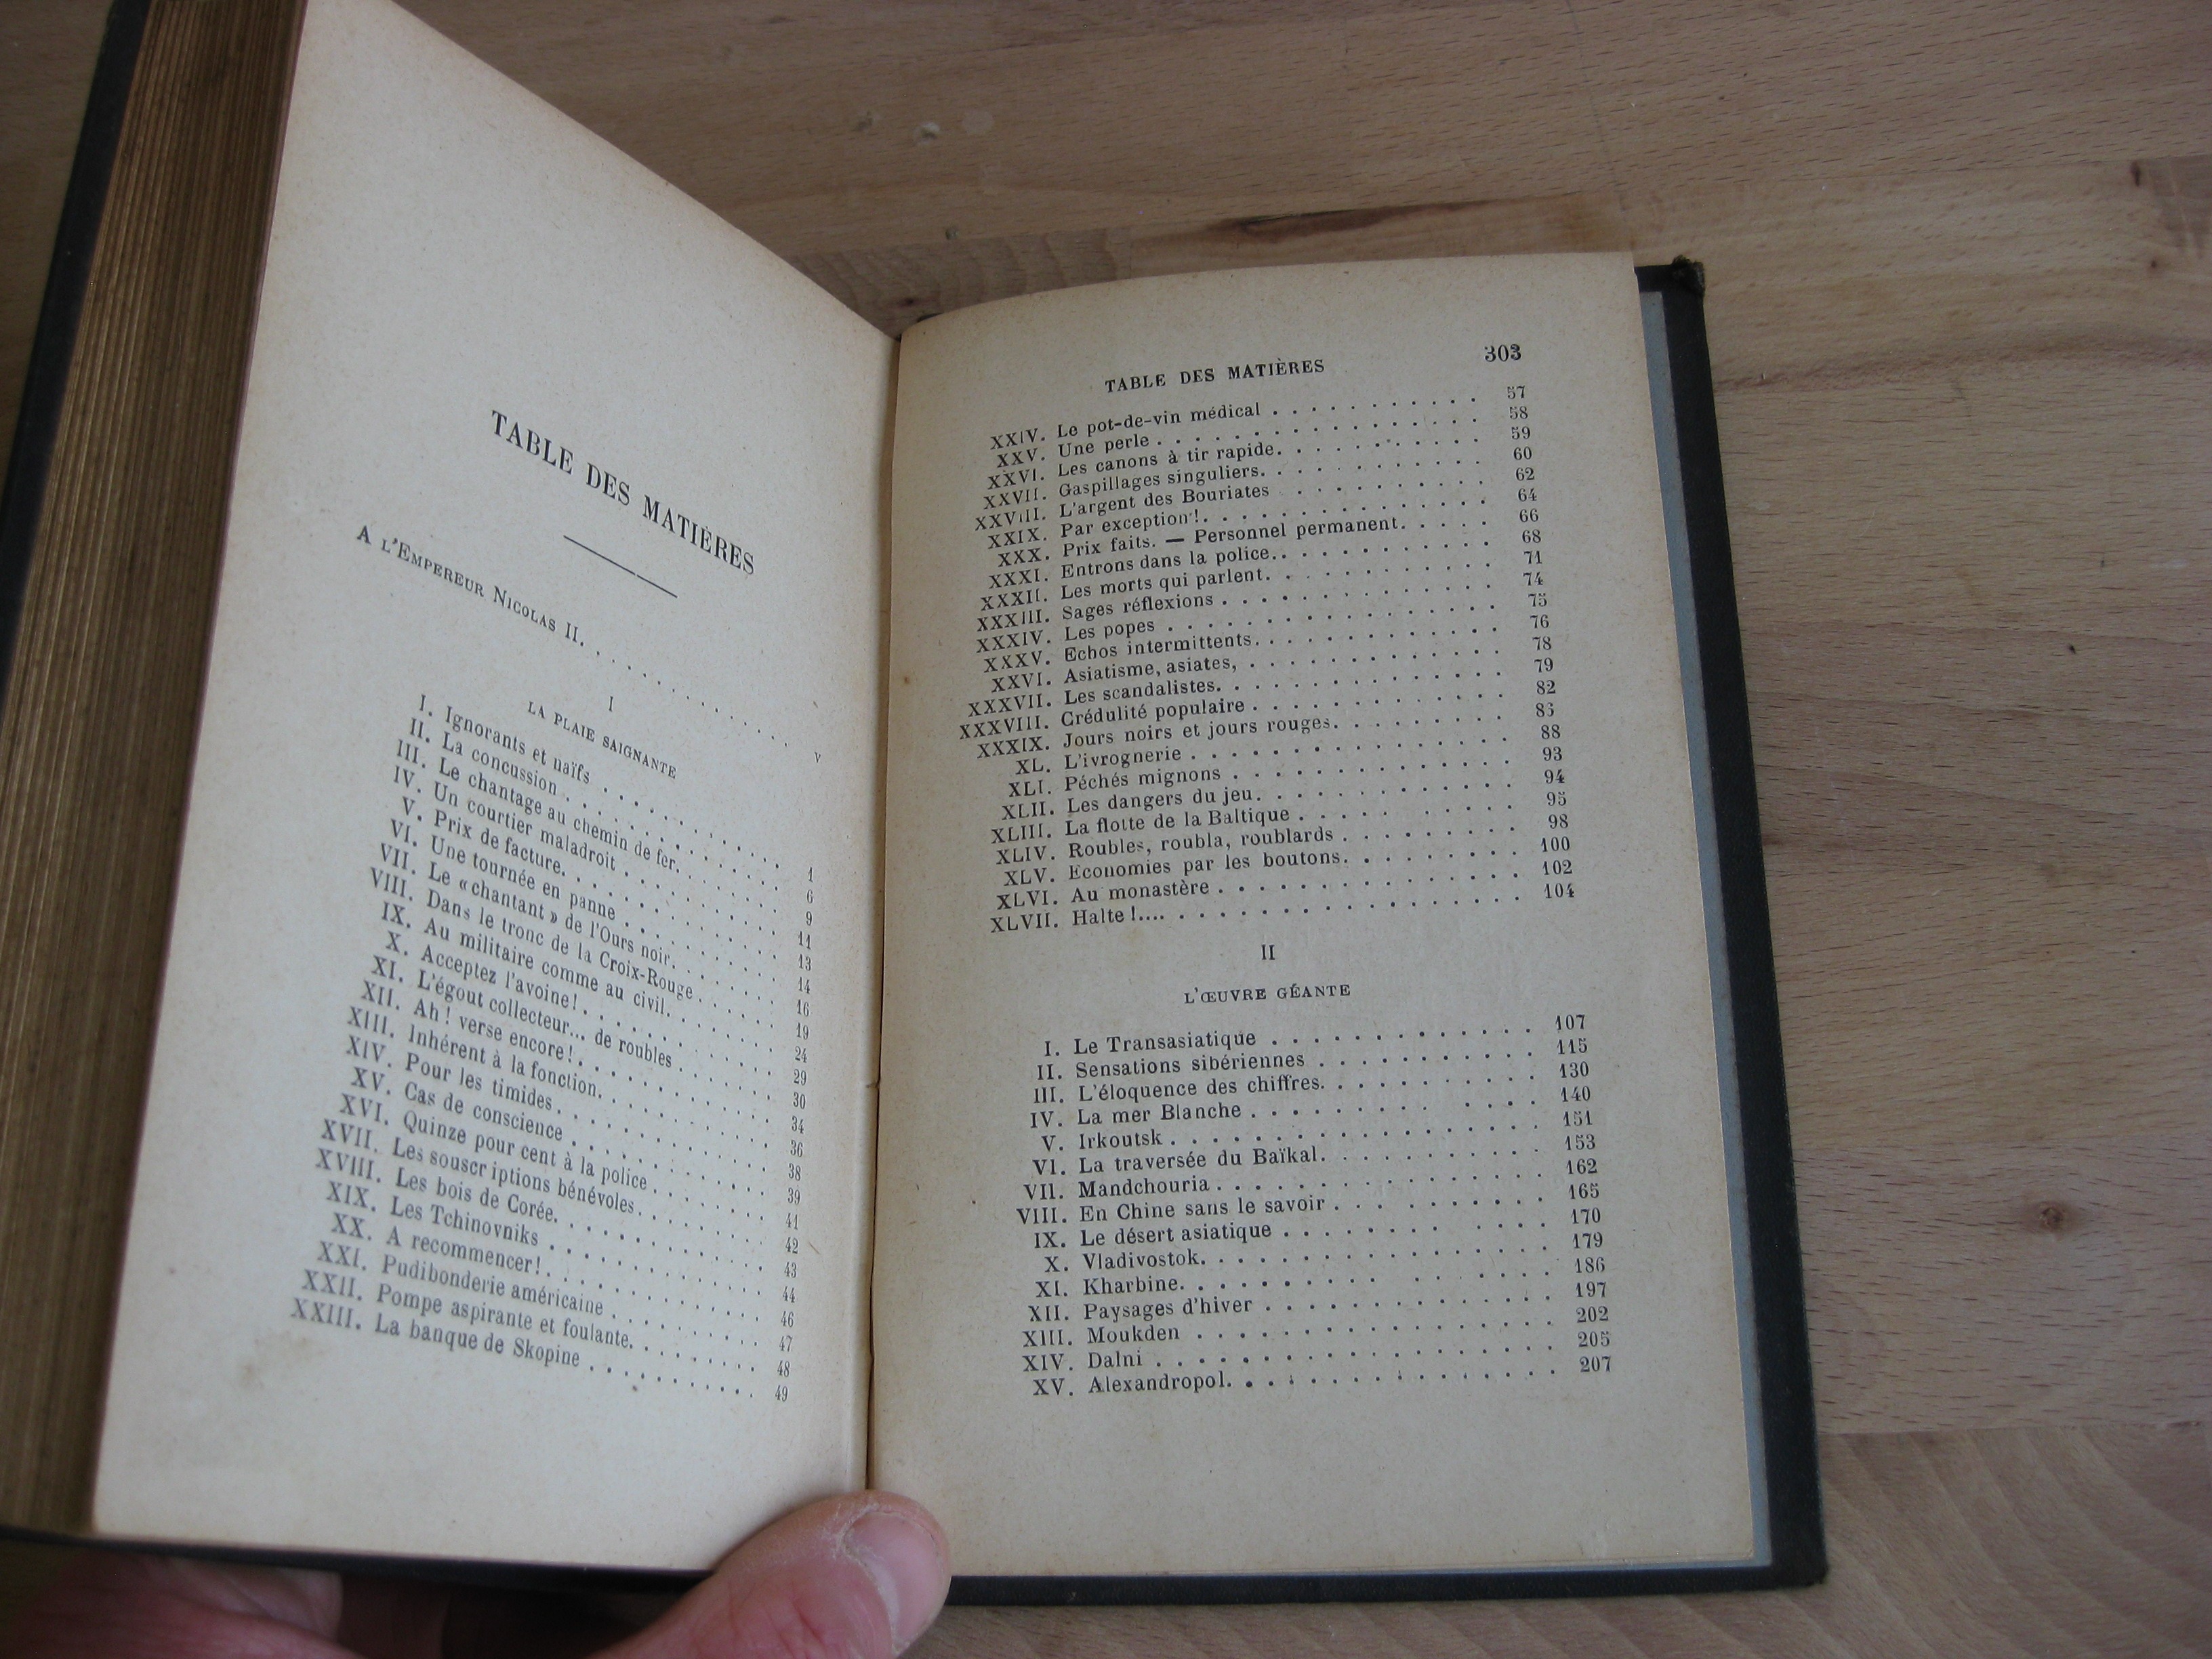 TABLE DES MATIÈRES
A L'EMPEREUR NICOLAS II. . . . . . . . . . . . V
I
LA PLAIE SAIGNANTE
I. Ignorants et naïfs . . . . . . . . . . 1
II. La concussion . . . . . . . . . . . 6
III. Le chantage au chemin de fer. . . . . . . 9
IV. Un courtier maladroit . . . . . . . . . 11
V. Prix de facture. . . . . . . . . . . 13
VI. Une tournée en panne . . . . . . . . . 14
VII. Le « chantant » de l'Ours noir. . . . . . . 16
VIII. Dans le tronc de la Croix-Rouge . . . . . . 19
IX. Au militaire comme au civil. . . . . . . . 24
X. Acceptez l'avoine! . . . . . . . . . . 29
XI. L'égout collecteur... de roubles . . . . . . 30
XII. Ah ! verse encore ! . . . . . . . . . . 34
XIII. Inhérent à la fonction. . . . . . . . . 36
XIV. Pour les timides . . . . . . . . . . 38
XV. Cas de conscience . . . . . . . . . . 39
XVI. Quinze pour cent à la police . . . . . . . 41
XVII. Les souscriptions bénévoles . . . . . . . 42
XVIII. Les bois de Corée. . . . . . . . . . 43
XIX. Les Tchinovniks . . . . . . . . . . 44
XX. A recommencer! . . . . . . . . . . 46
XXI. Pudibonderie américaine . . . . . . . . 47
XXII. Pompe aspirante et foulante. . . . . . . 48
XXIII. La banque de Skopine . . . . . . . . . 49
TABLE DES MATIÈRES 303
XXIV. Le pot-de-vin médical . . . . . . . . . 57
XXV. Une perle . . . . . . . . . . . . . 58
XXVI. Les canons à tir rapide. . . . . . . . . 59
XXVII. Gaspillages singuliers. . . . . . . . . 60
XXVIII. L'argent des Bouriates . . . . . . . . 62
XXIX. Par exception !. . . . . . . . . . . 64
XXX. Prix faits. — Personnel permanent. . . . . 66
XXXI. Entrons dans la police. . . . . . . . . 68
XXXII. Les morts qui parlent. . . . . . . . . 71
XXXIII. Sages réflexions . . . . . . . . . . 74
XXXIV. Les popes . . . . . . . . . . . . 75
XXXV. Echos intermittents. . . . . . . . . . 76
XXVI. Asiatisme, asiates, . . . . . . . . . . 78
XXXVII. Les scandalistes. . . . . . . . . . . 79
XXXVIII. Crédulité populaire . . . . . . . . . . 82
XXXIX. Jours noirs et jours rouges. . . . . . . . 85
XL. L'ivrognerie . . . . . . . . . . . . 88
XLI. Péchés mignons . . . . . . . . . . . 93
XLII. Les dangers du jeu. . . . . . . . . . 94
XLIII. La flotte de la Baltique . . . . . . . . 95
XLIV. Roubles, roubla, roublards . . . . . . . 98
XLV. Economies par les boutons. . . . . . . . 100
XLVI. Au monastère . . . . . . . . . . . 102
XLVII. Halte !.... . . . . . . . . . . . . 104
II
L'ŒUVRE GÉANTE
I. Le Transasiatique . . . . . . . . . . 107
II. Sensations sibériennes . . . . . . . . . 115
III. L'éloquence des chiffres. . . . . . . . . 130
IV. La mer Blanche . . . . . . . . . . . 140
V. Irkoutsk . . . . . . . . . . . . . 151
VI. La traversée du Baïkal. . . . . . . . . 153
VII. Mandchouria . . . . . . . . . . . . 162
VIII. En Chine sans le savoir . . . . . . . . 165
IX. Le désert asiatique . . . . . . . . . . 170
X. Vladivostok. . . . . . . . . . . . . 179
XI. Kharbine. . . . . . . . . . . . . 186
XII. Paysages d'hiver . . . . . . . . . . 197
XIII. Moukden . . . . . . . . . . . . . 202
XIV. Dalni . . . . . . . . . . . . . . 205
XV. Alexandropol. . . . . . . . . . . . 207